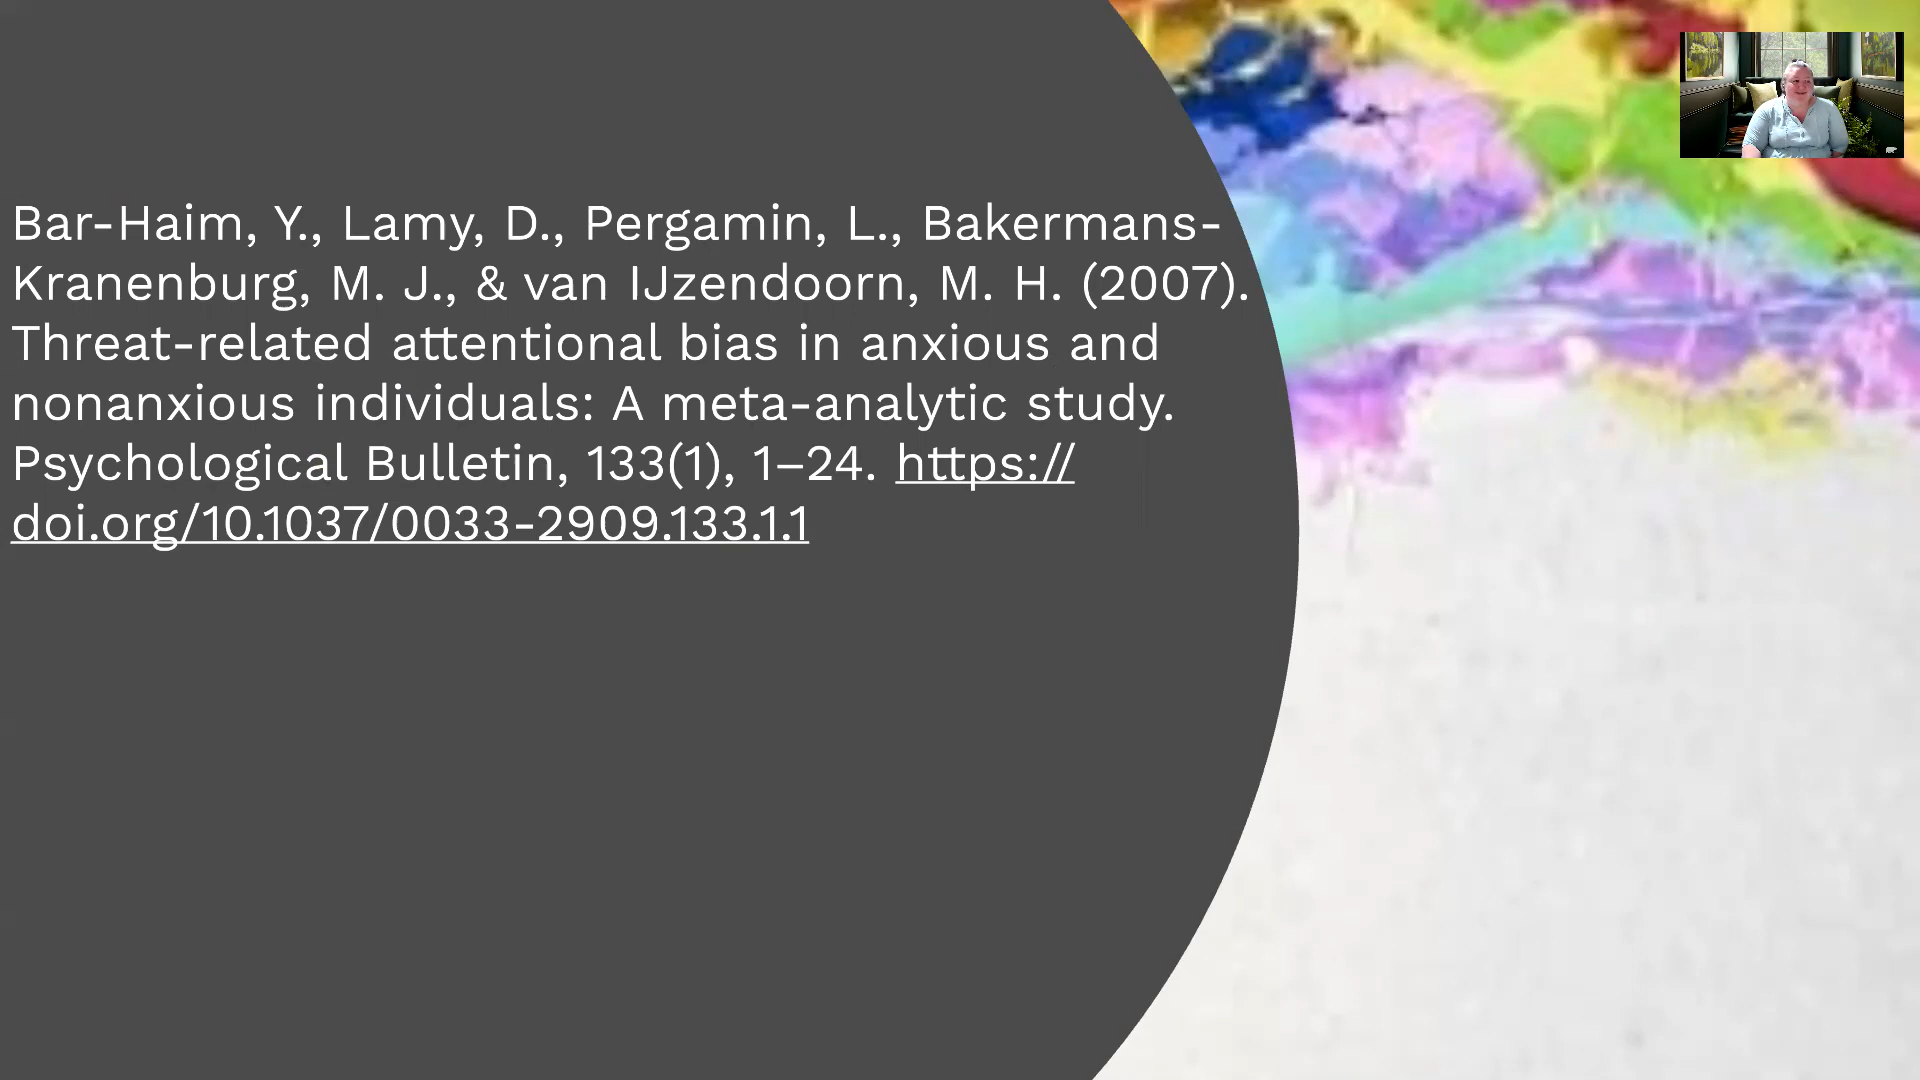 Bar-Haim, Y., Lamy, D., Pergamin, L., Bakermans-
Kranenburg, M. J., & van IJzendoorn, M. H. (2007).
Threat-related attentional bias in anxious and
nonanxious individuals: A meta-analytic study.
Psychological Bulletin, 133(1), 1–24. https://
doi.org/10.1037/0033-2909.133.1.1